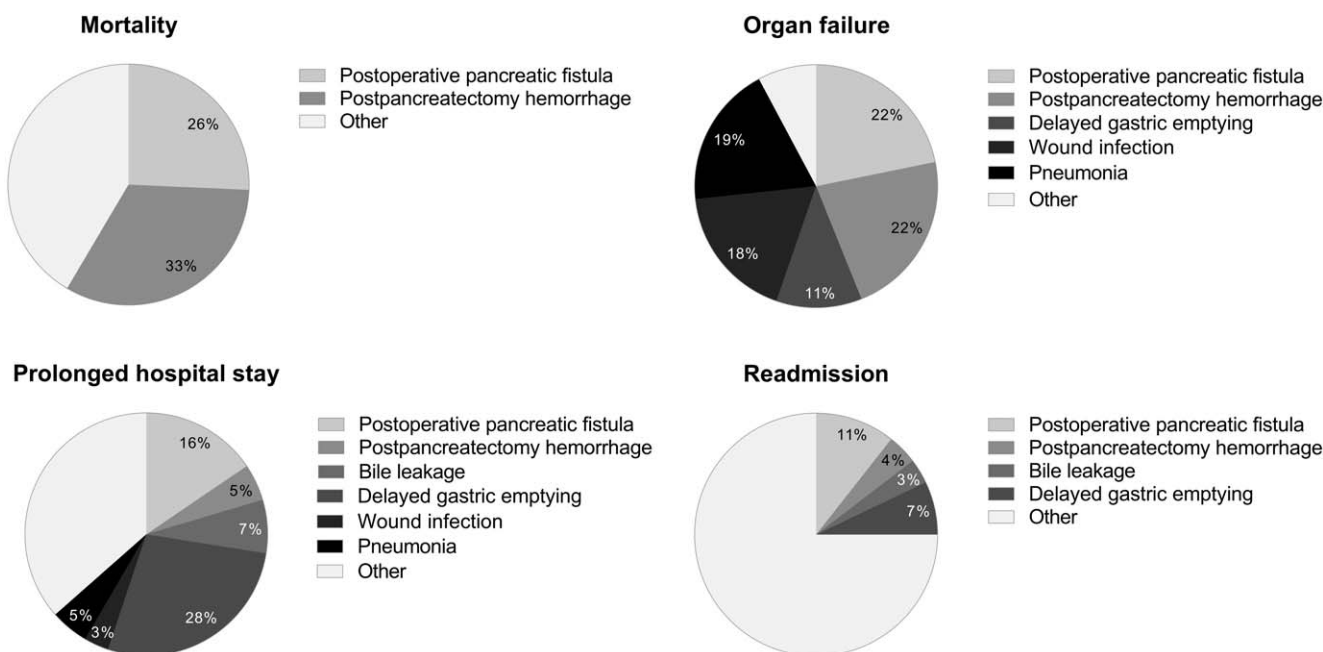 Mortality
Postoperative pancreatic fistula
Postpancreatectomy hemorrhage
Other
26%
33%
Organ failure
Postoperative pancreatic fistula
Postpancreatectomy hemorrhage
Delayed gastric emptying
Wound infection
Pneumonia
Other
22%
22%
11%
18%
19%
Prolonged hospital stay
Postoperative pancreatic fistula
Postpancreatectomy hemorrhage
Bile leakage
Delayed gastric emptying
Wound infection
Pneumonia
Other
16%
5%
7%
28%
3%
5%
Readmission
Postoperative pancreatic fistula
Postpancreatectomy hemorrhage
Bile leakage
Delayed gastric emptying
Other
11%
4%
3%
7%